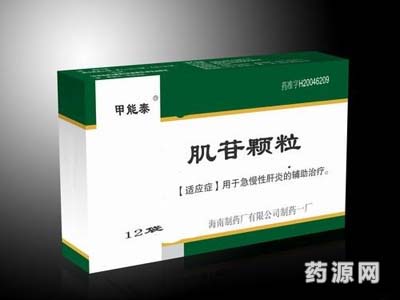 药准字H20046209
甲能泰®
肌苷颗粒
【适应症】用于急慢性肝炎的辅助治疗。
12袋
海南制药厂有限公司制药一厂
药源网